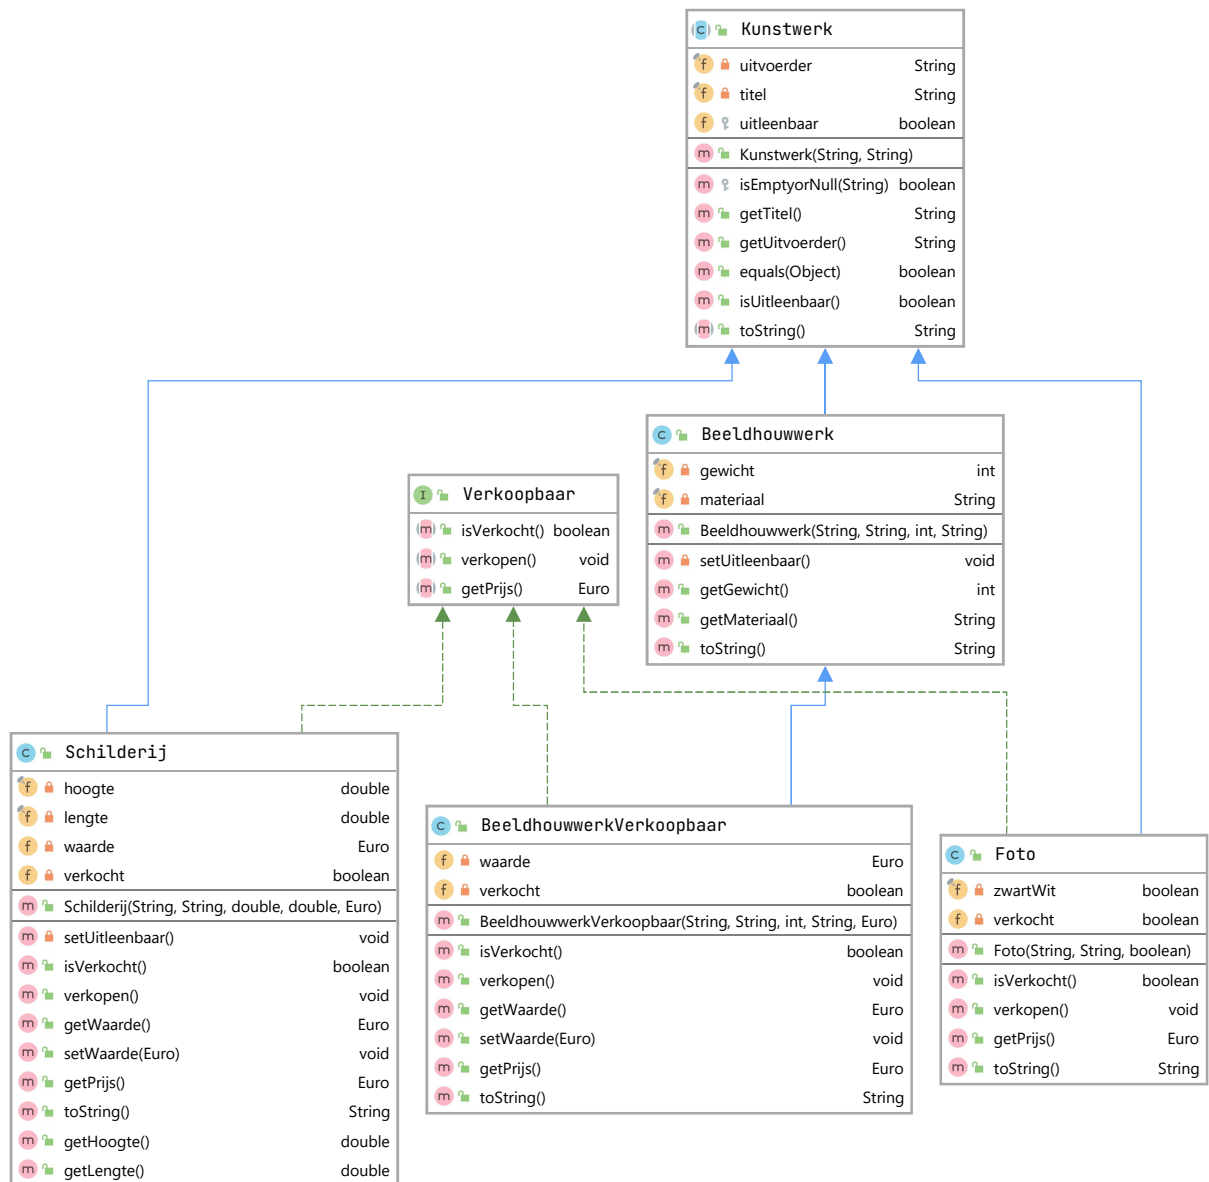 Kunstwerk
uitvoerder String
titel String
uitleenbaar boolean
Kunstwerk(String, String)
isEmptyorNull(String) boolean
getTitel() String
getUitvoerder() String
equals(Object) boolean
isUitleenbaar() boolean
toString() String
Beeldhouwwerk
gewicht int
materiaal String
Beeldhouwwerk(String, String, int, String)
setUitleenbaar() void
getGewicht() int
getMateriaal() String
toString() String
Verkoopbaar
isVerkocht() boolean
verkopen() void
getPrijs() Euro
Schilderij
hoogte double
lengte double
waarde Euro
verkocht boolean
Schilderij(String, String, double, double, Euro)
setUitleenbaar() void
isVerkocht() boolean
verkopen() void
getWaarde() Euro
setWaarde(Euro) void
getPrijs() Euro
toString() String
getHoogte() double
getLengte() double
BeeldhouwwerkVerkoopbaar
waarde Euro
verkocht boolean
BeeldhouwwerkVerkoopbaar(String, String, int, String, Euro)
isVerkocht() boolean
verkopen() void
getWaarde() Euro
setWaarde(Euro) void
getPrijs() Euro
toString() String
Foto
zwartWit boolean
verkocht boolean
Foto(String, String, boolean)
isVerkocht() boolean
verkopen() void
getPrijs() Euro
toString() String